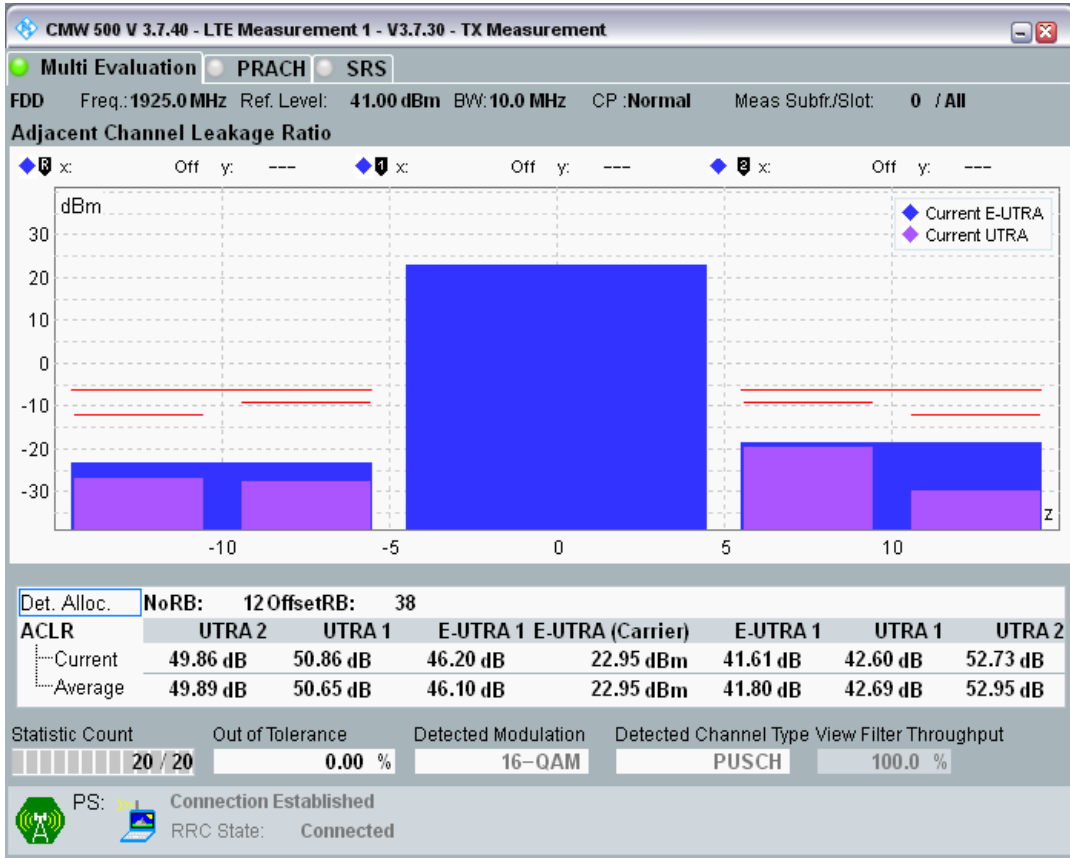 CMW 500 V 3.7.40 - LTE Measurement 1 - V3.7.30 - TX Measurement
Multi Evaluation PRACH SRS
FDD Freq.: 1925.0 MHz Ref. Level: 41.00 dBm BW: 10.0 MHz CP : Normal Meas Subfr./Slot: 0 / All
Adjacent Channel Leakage Ratio
R x: Off y: --- 1 x: Off y: --- 2 x: Off y: ---
dBm
Current E-UTRA
Current UTRA
30
20
10
0
-10
-20
-30
z
-10 -5 0 5 10
Det. Alloc. NoRB: 12 OffsetRB: 38
ACLR UTRA 2 UTRA 1 E-UTRA 1 E-UTRA (Carrier) E-UTRA 1 UTRA 1 UTRA 2
Current 49.86 dB 50.86 dB 46.20 dB 22.95 dBm 41.61 dB 42.60 dB 52.73 dB
Average 49.89 dB 50.65 dB 46.10 dB 22.95 dBm 41.80 dB 42.69 dB 52.95 dB
Statistic Count Out of Tolerance Detected Modulation Detected Channel Type View Filter Throughput
20 / 20 0.00 % 16-QAM PUSCH 100.0 %
PS: Connection Established
RRC State: Connected